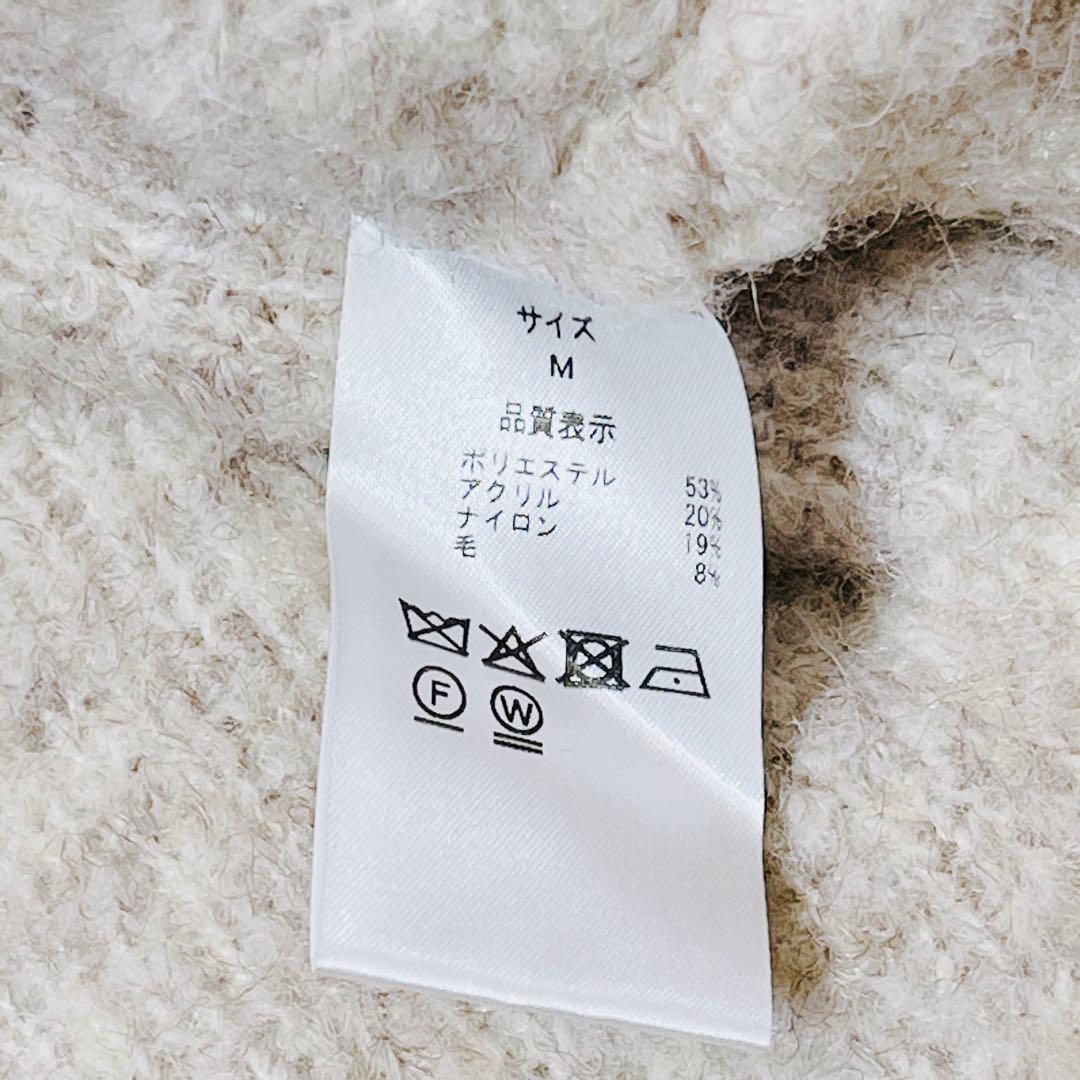 サイズ
M
品質表示
ポリエステル 53%
アクリル 20%
ナイロン 19%
毛 8%
F W